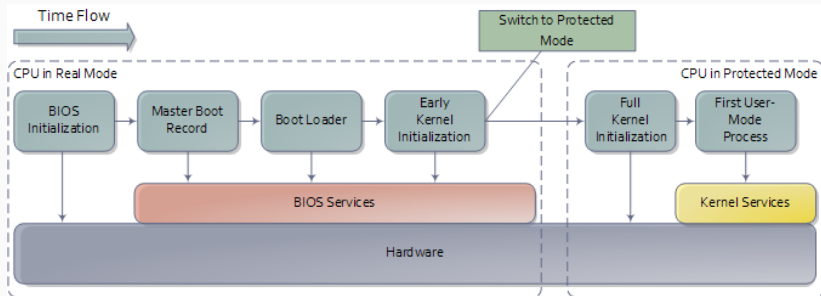 Time Flow
Switch to Protected
Mode
CPU in Real Mode
CPU in Protected Mode
BIOS
Initialization
Master Boot
Record
Boot Loader
Early
Kernel
Initialization
Full
Kernel
Initialization
First User-
Mode
Process
BIOS Services
Kernel Services
Hardware